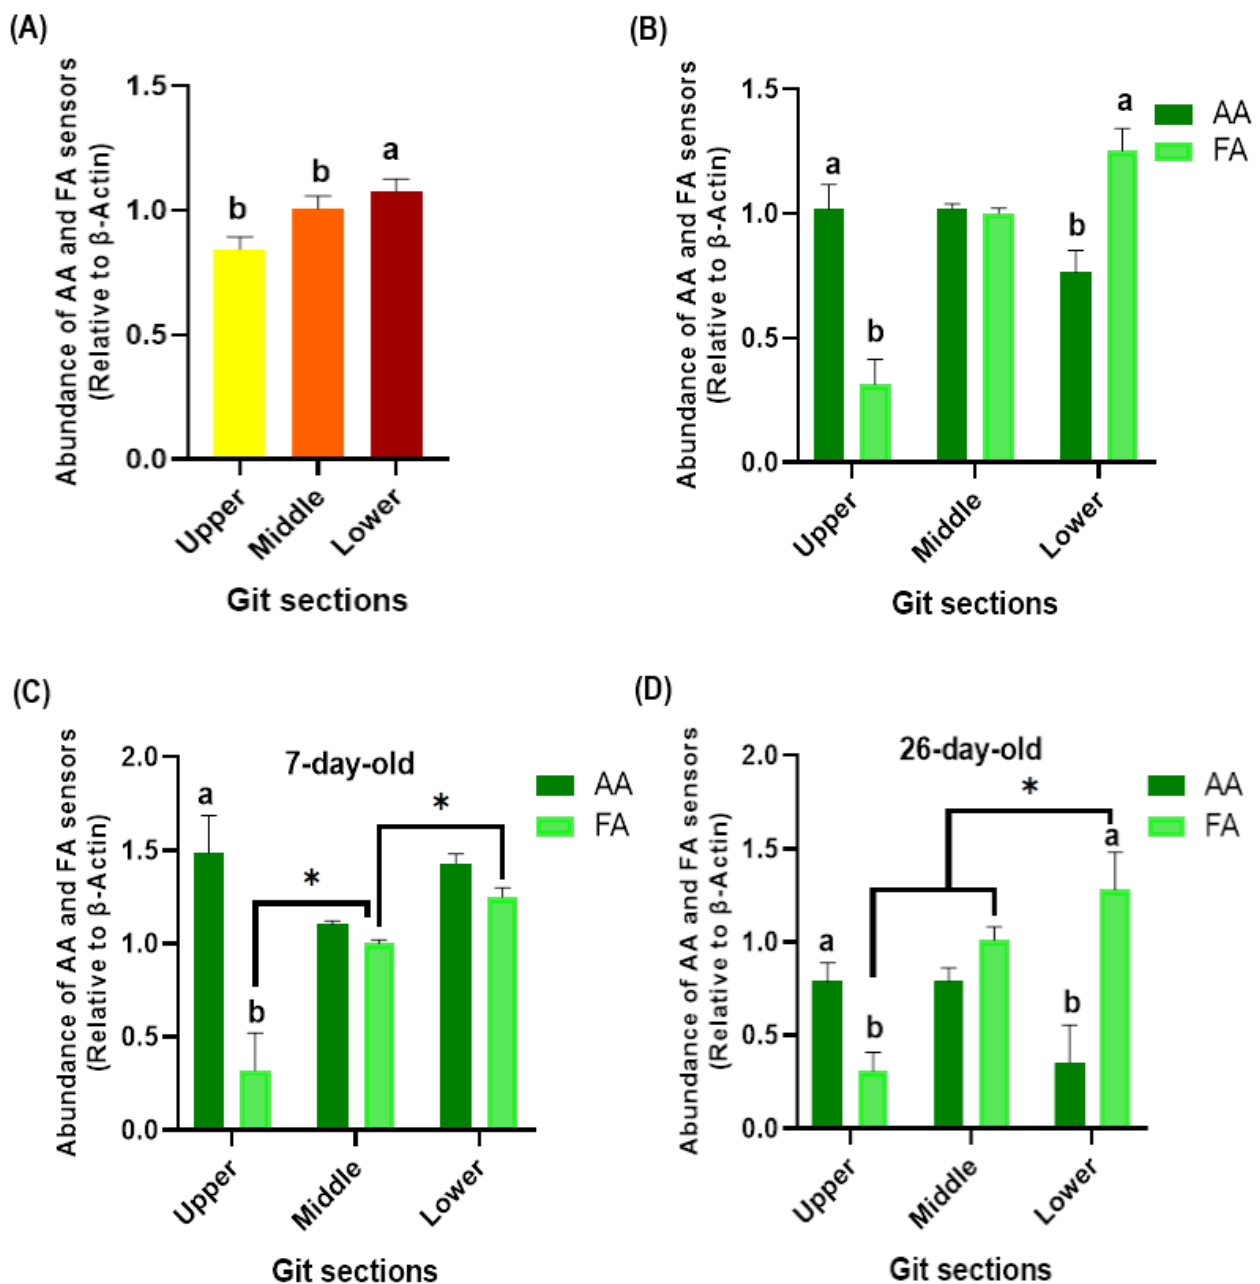 (A)
Abundance of AA and FA sensors
(Relative to β-Actin)
1.5
1.0
0.5
0.0
b
b
a
Upper
Middle
Lower
Git sections
(B)
Abundance of AA and FA sensors
(Relative to β-Actin)
1.5
1.0
0.5
0.0
a
b
b
a
AA
FA
Upper
Middle
Lower
Git sections
(C)
Abundance of AA and FA sensors
(Relative to β-Actin)
7-day-old
2.0
1.5
1.0
0.5
0.0
a
b
*
*
AA
FA
Upper
Middle
Lower
Git sections
(D)
Abundance of AA and FA sensors
(Relative to β-Actin)
26-day-old
2.0
1.5
1.0
0.5
0.0
a
b
b
a
*
AA
FA
Upper
Middle
Lower
Git sections